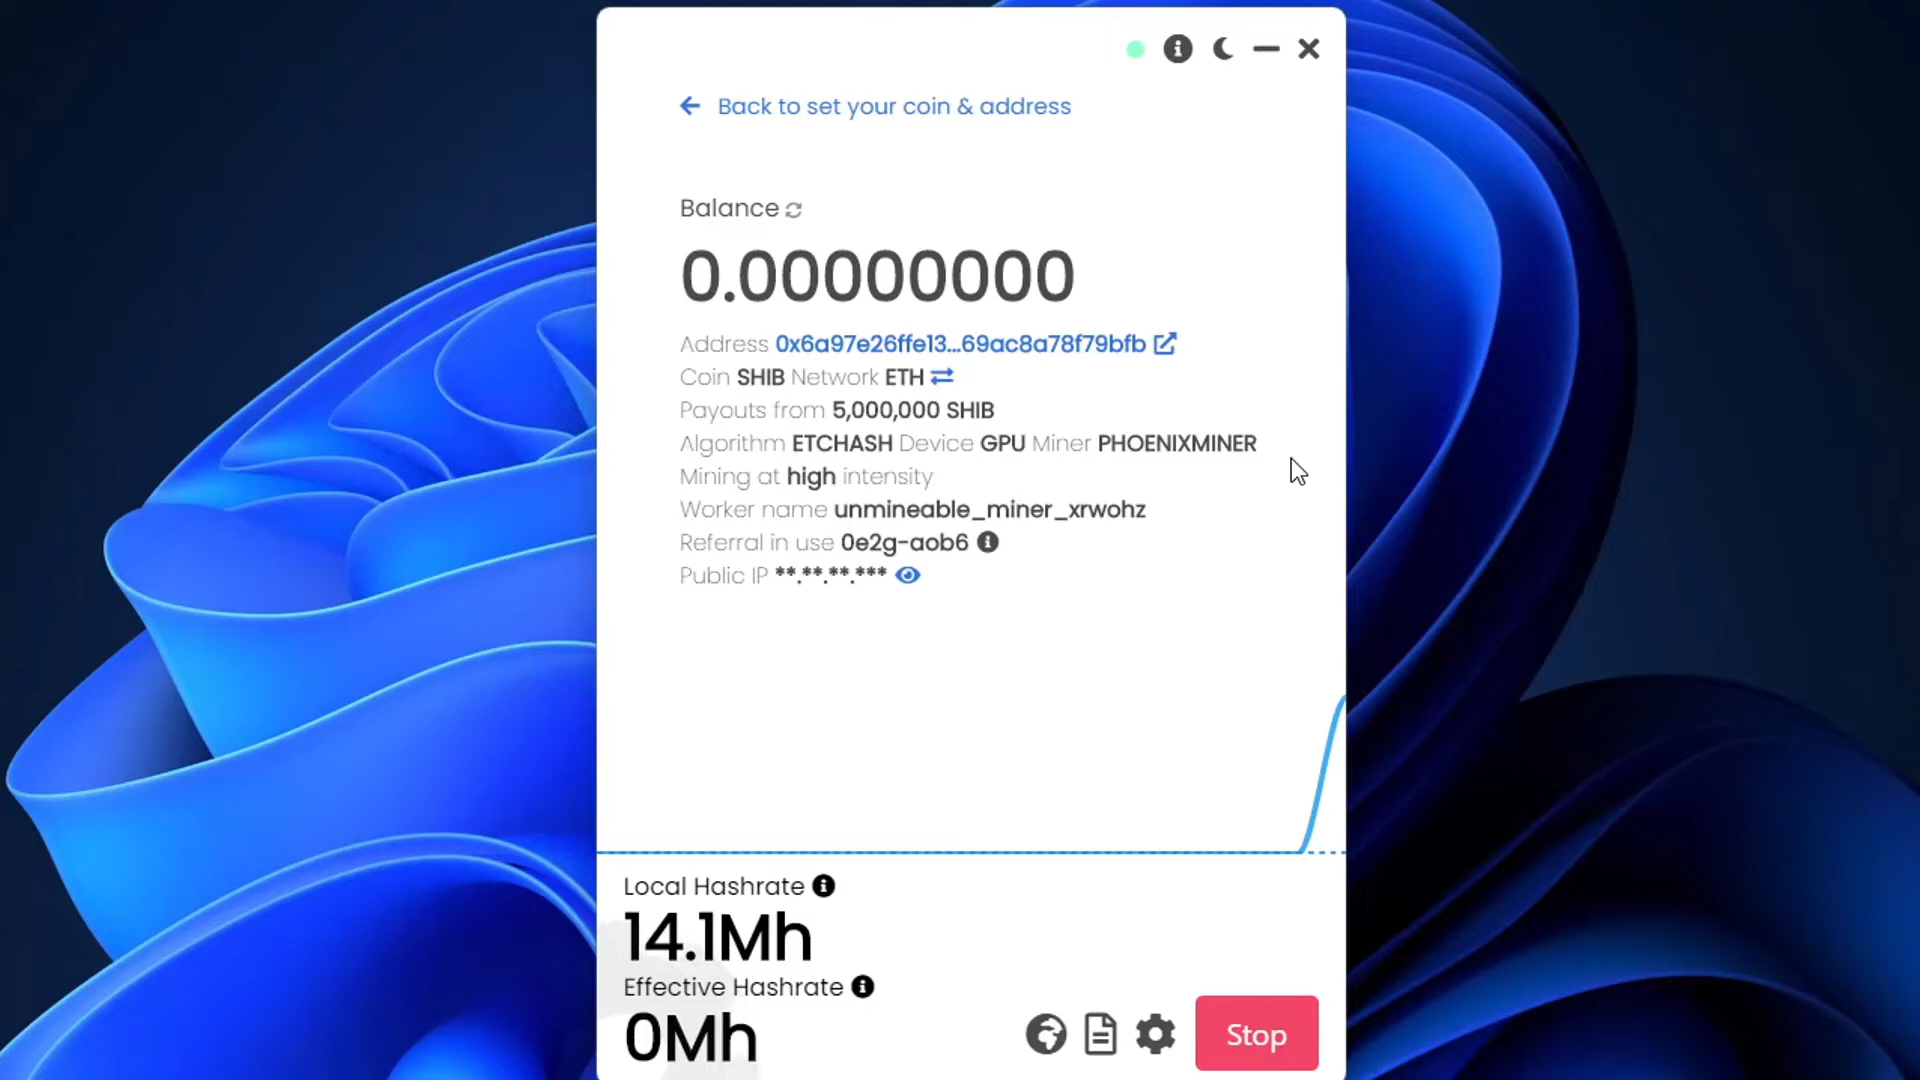 Back to set your coin & address
Balance
0.00000000
Address 0x6a97e26ffe13...69ac8a78f79bfb
Coin SHIB Network ETH
Payouts from 5,000,000 SHIB
Algorithm ETCHASH Device GPU Miner PHOENIXMINER
Mining at high intensity
Worker name unmineable_miner_xrwohz
Referral in use 0e2g-aob6
Public IP **.**.**.***
Local Hashrate
14.1Mh
Effective Hashrate
0Mh
Stop